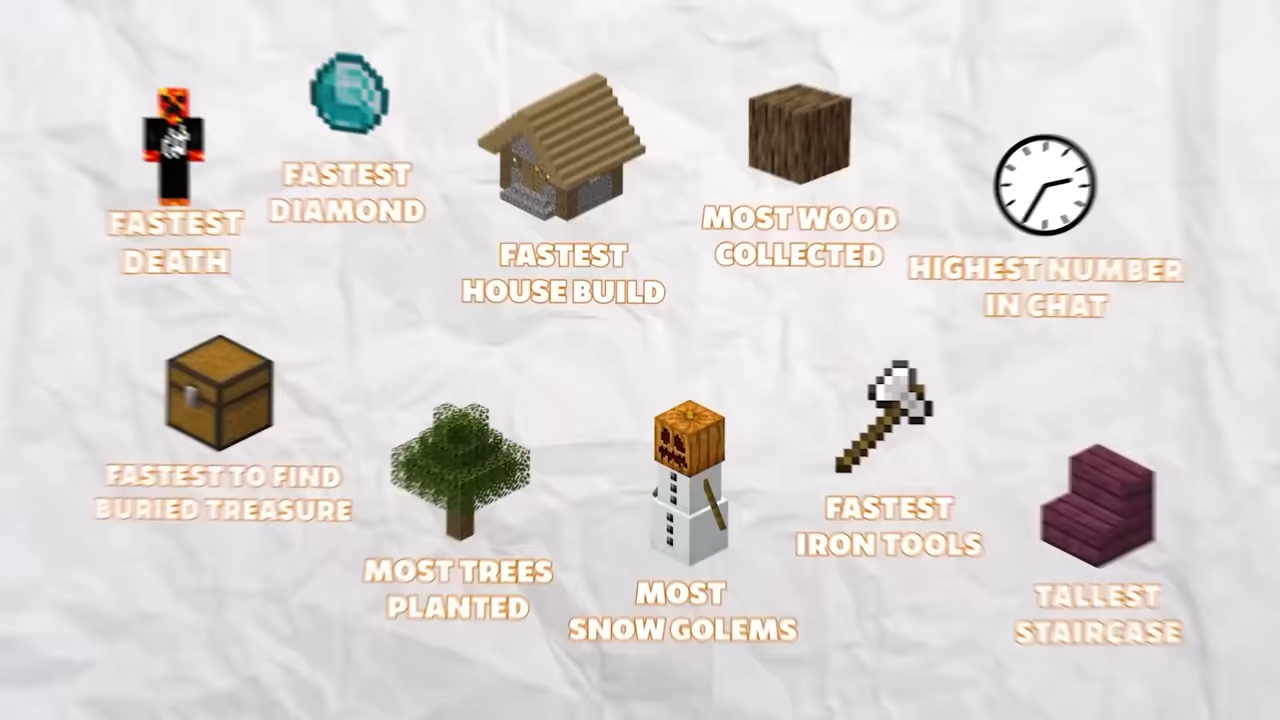 FASTEST
DEATH
FASTEST
DIAMOND
FASTEST
HOUSE BUILD
MOST WOOD
COLLECTED
HIGHEST NUMBER
IN CHAT
FASTEST TO FIND
BURIED TREASURE
MOST TREES
PLANTED
MOST
SNOW GOLEMS
FASTEST
IRON TOOLS
TALLEST
STAIRCASE